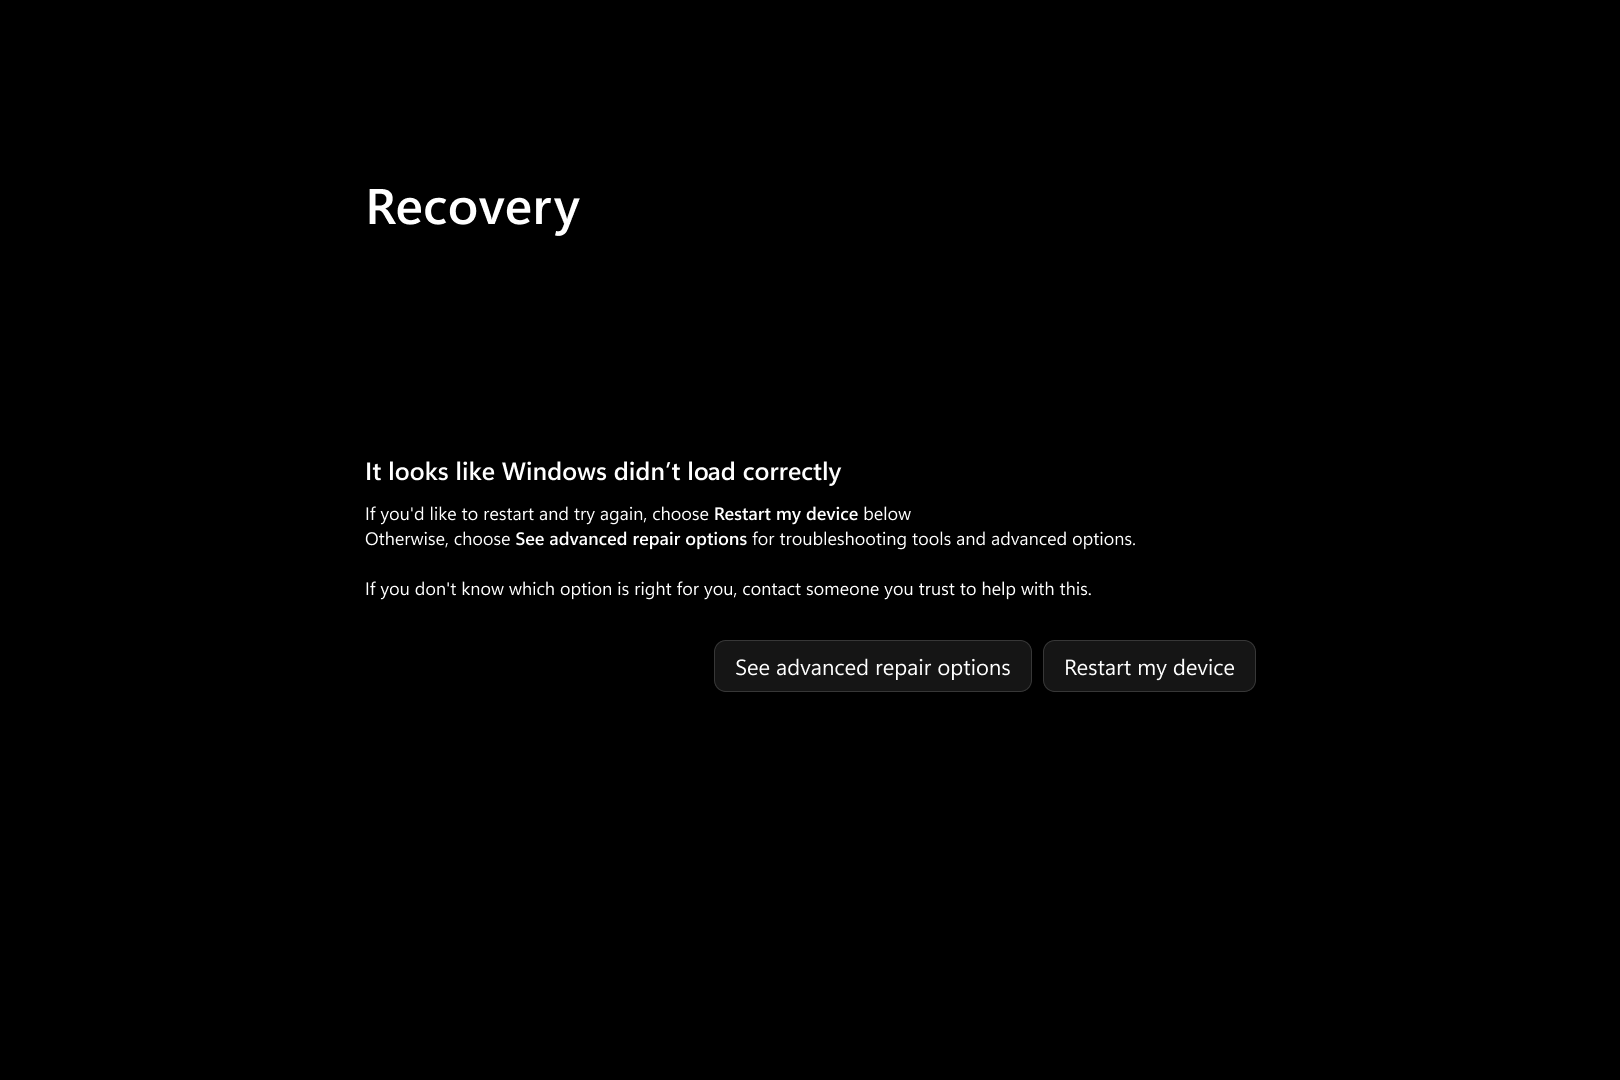 Recovery
It looks like Windows didn’t load correctly
If you'd like to restart and try again, choose Restart my device below
Otherwise, choose See advanced repair options for troubleshooting tools and advanced options.
If you don't know which option is right for you, contact someone you trust to help with this.
See advanced repair options
Restart my device